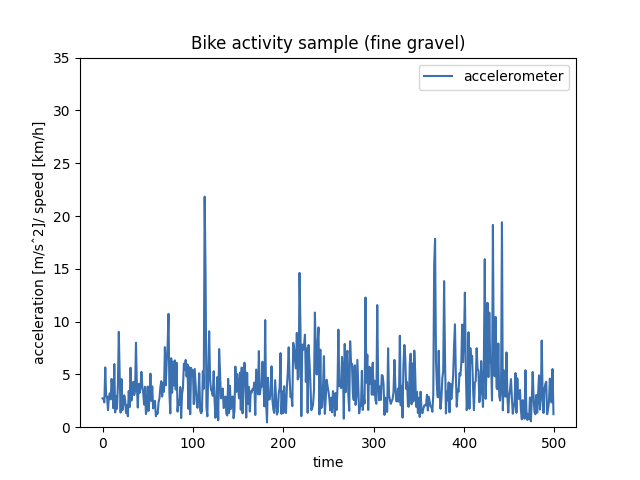 Bike activity sample (fine gravel)
accelerometer
acceleration [m/s^2]/ speed [km/h]
35
30
25
20
15
10
5
0
0 100 200 300 400 500
time